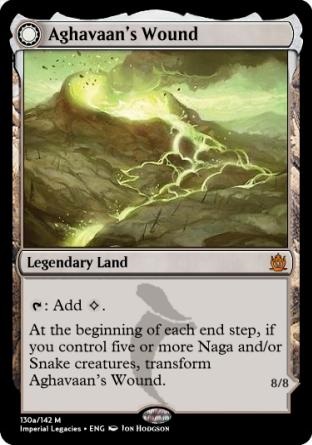 Aghavaan's Wound
Legendary Land
: Add .
At the beginning of each end step, if
you control five or more Naga and/or
Snake creatures, transform
Aghavaan's Wound.
8/8
130a/142 M
Imperial Legacies • ENG Jon Hodgson